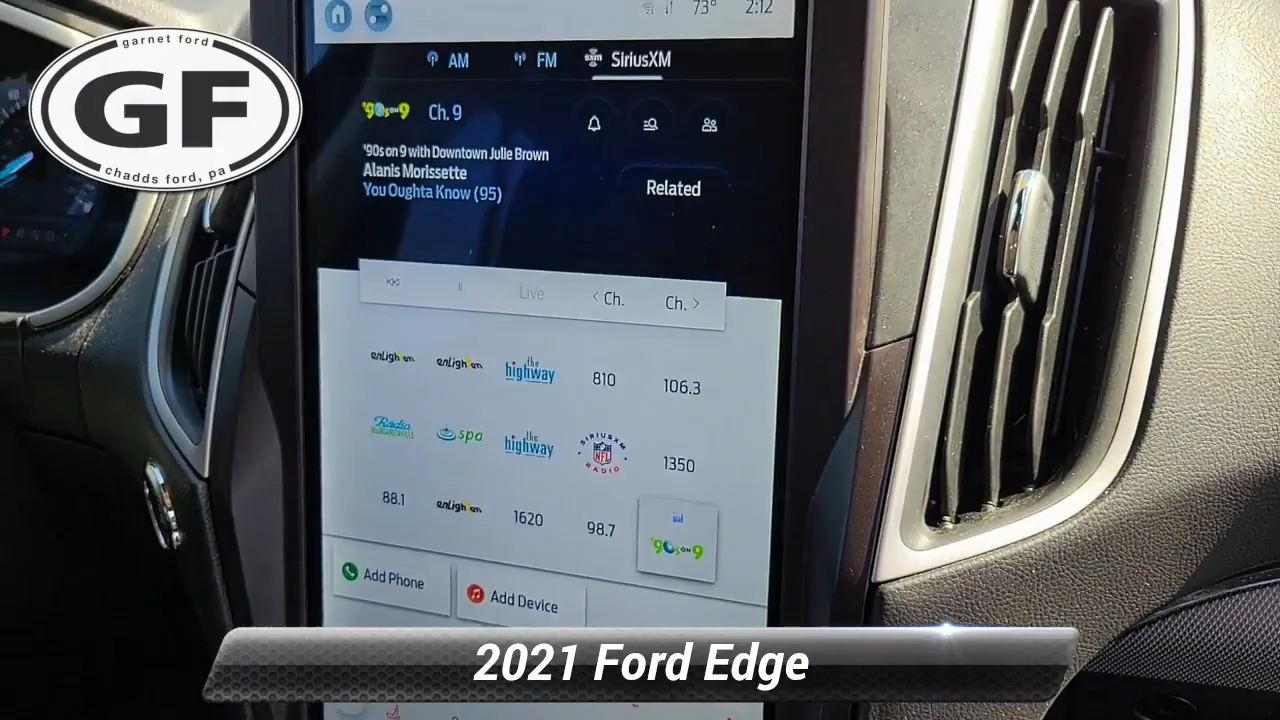 garnet ford
GF
chadds ford, pa
73° 2:12
AM FM SXM SiriusXM
'90s ON 9 Ch. 9
'90s on 9 with Downtown Julie Brown
Alanis Morissette
You Oughta Know (95)
Related
Live < Ch. Ch. >
enLighten enLighten the highway 810 106.3
Radio Margaritaville spa the highway SIRIUSXM NFL RADIO 1350
88.1 enLighten 1620 98.7 '90s ON 9
Add Phone Add Device
2021 Ford Edge